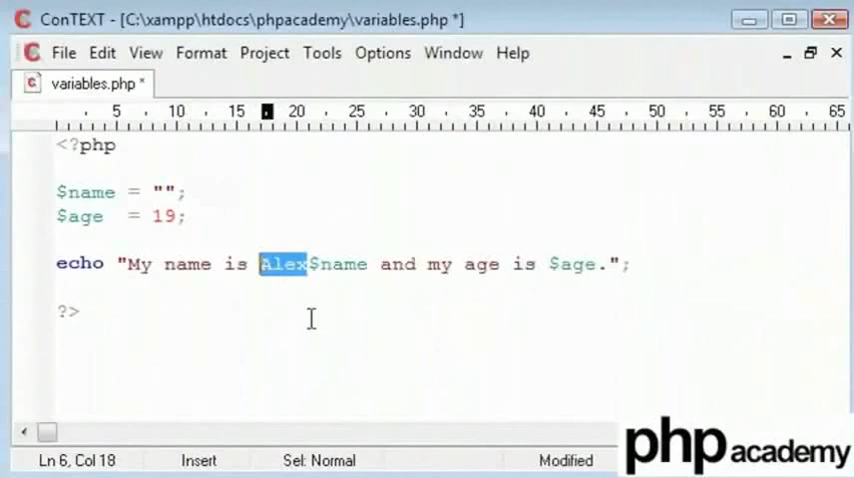 ConTEXT - [C:\xampp\htdocs\phpacademy\variables.php *]
File Edit View Format Project Tools Options Window Help
variables.php *
5 10 15 20 25 30 35 40 45 50 55 60 65
<?php
$name = "";
$age  = 19;
echo "My name is Alex$name and my age is $age.";
?>
php academy
Ln 6, Col 18 Insert Sel: Normal Modified